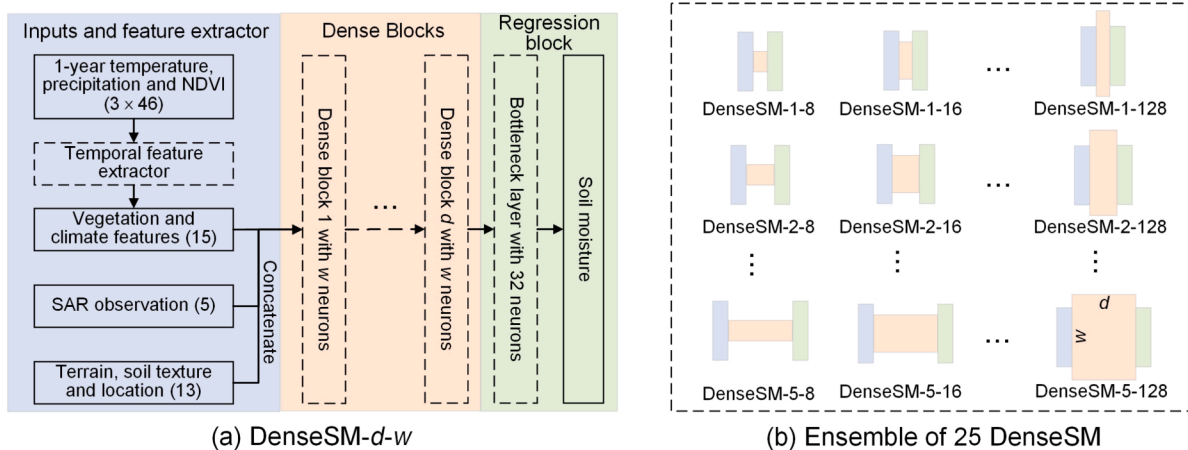 Inputs and feature extractor
1-year temperature,
precipitation and NDVI
(3 × 46)
Temporal feature
extractor
Vegetation and
climate features (15)
SAR observation (5)
Terrain, soil texture
and location (13)
Concatenate
Dense Blocks
Dense block 1 with w neurons
...
Dense block d with w neurons
Regression
block
Bottleneck layer with 32 neurons
Soil moisture
(a) DenseSM-d-w
...
DenseSM-1-8
DenseSM-1-16
DenseSM-1-128
...
DenseSM-2-8
DenseSM-2-16
DenseSM-2-128
...
...
...
d
w
...
DenseSM-5-8
DenseSM-5-16
DenseSM-5-128
(b) Ensemble of 25 DenseSM